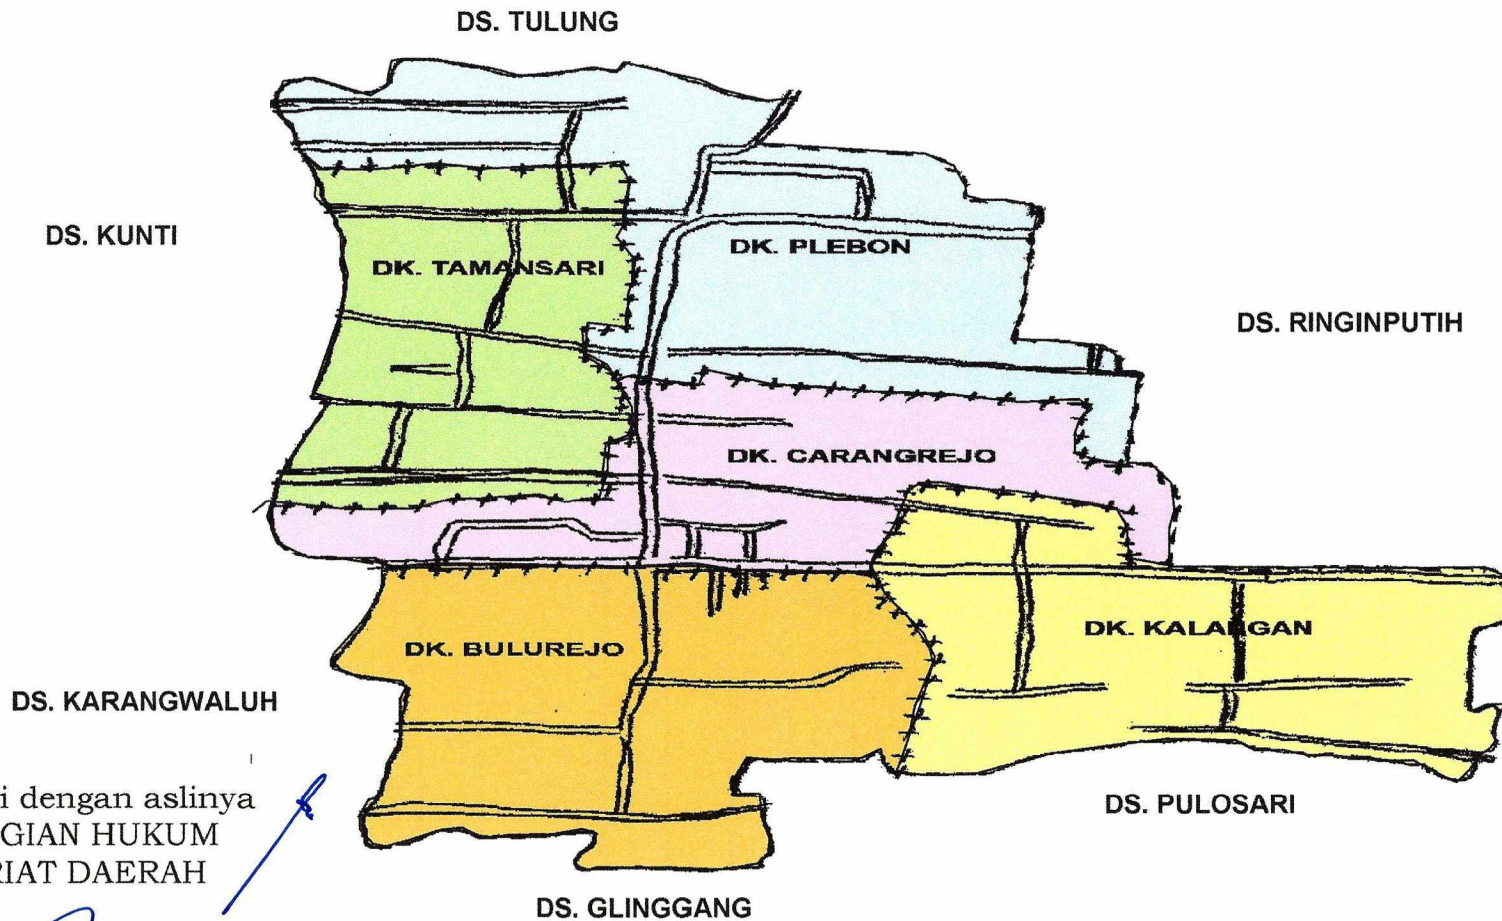 DS. TULUNG
DS. KUNTI
DK. PLEBON
DK. TAMANSARI
DS. RINGINPUTIH
DK. CARANGREJO
DK. KALANGAN
DK. BULUREJO
DS. KARANGWALUH
i dengan aslinya
GIAN HUKUM
RIAT DAERAH
DS. PULOSARI
DS. GLINGGANG